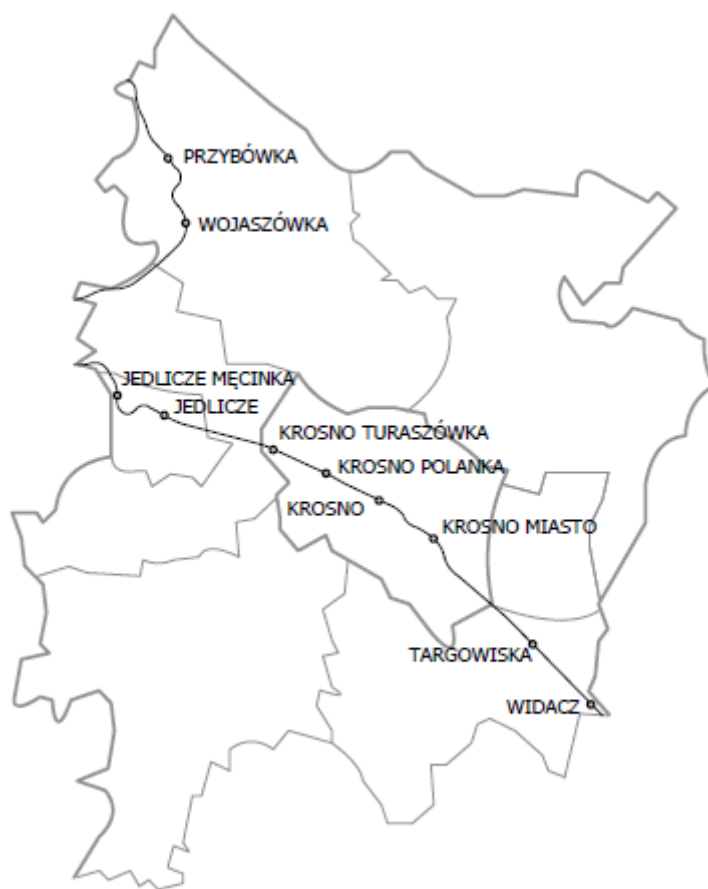 PRZYBÓWKA
WOJASZÓWKA
JEDLICZE MĘCINKA
JEDLICZE
KROSNO TURASZÓWKA
KROSNO POLANKA
KROSNO
KROSNO MIASTO
TARGOWISKA
WIDACZ